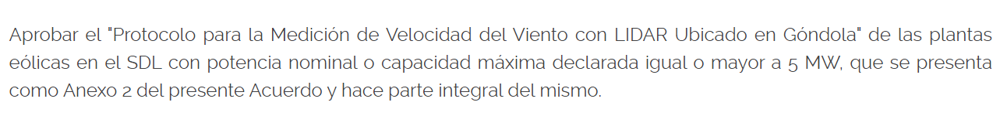 Aprobar el "Protocolo para la Medición de Velocidad del Viento con LIDAR Ubicado en Góndola" de las plantas
eólicas en el SDL con potencia nominal o capacidad máxima declarada igual o mayor a 5 MW, que se presenta
como Anexo 2 del presente Acuerdo y hace parte integral del mismo.